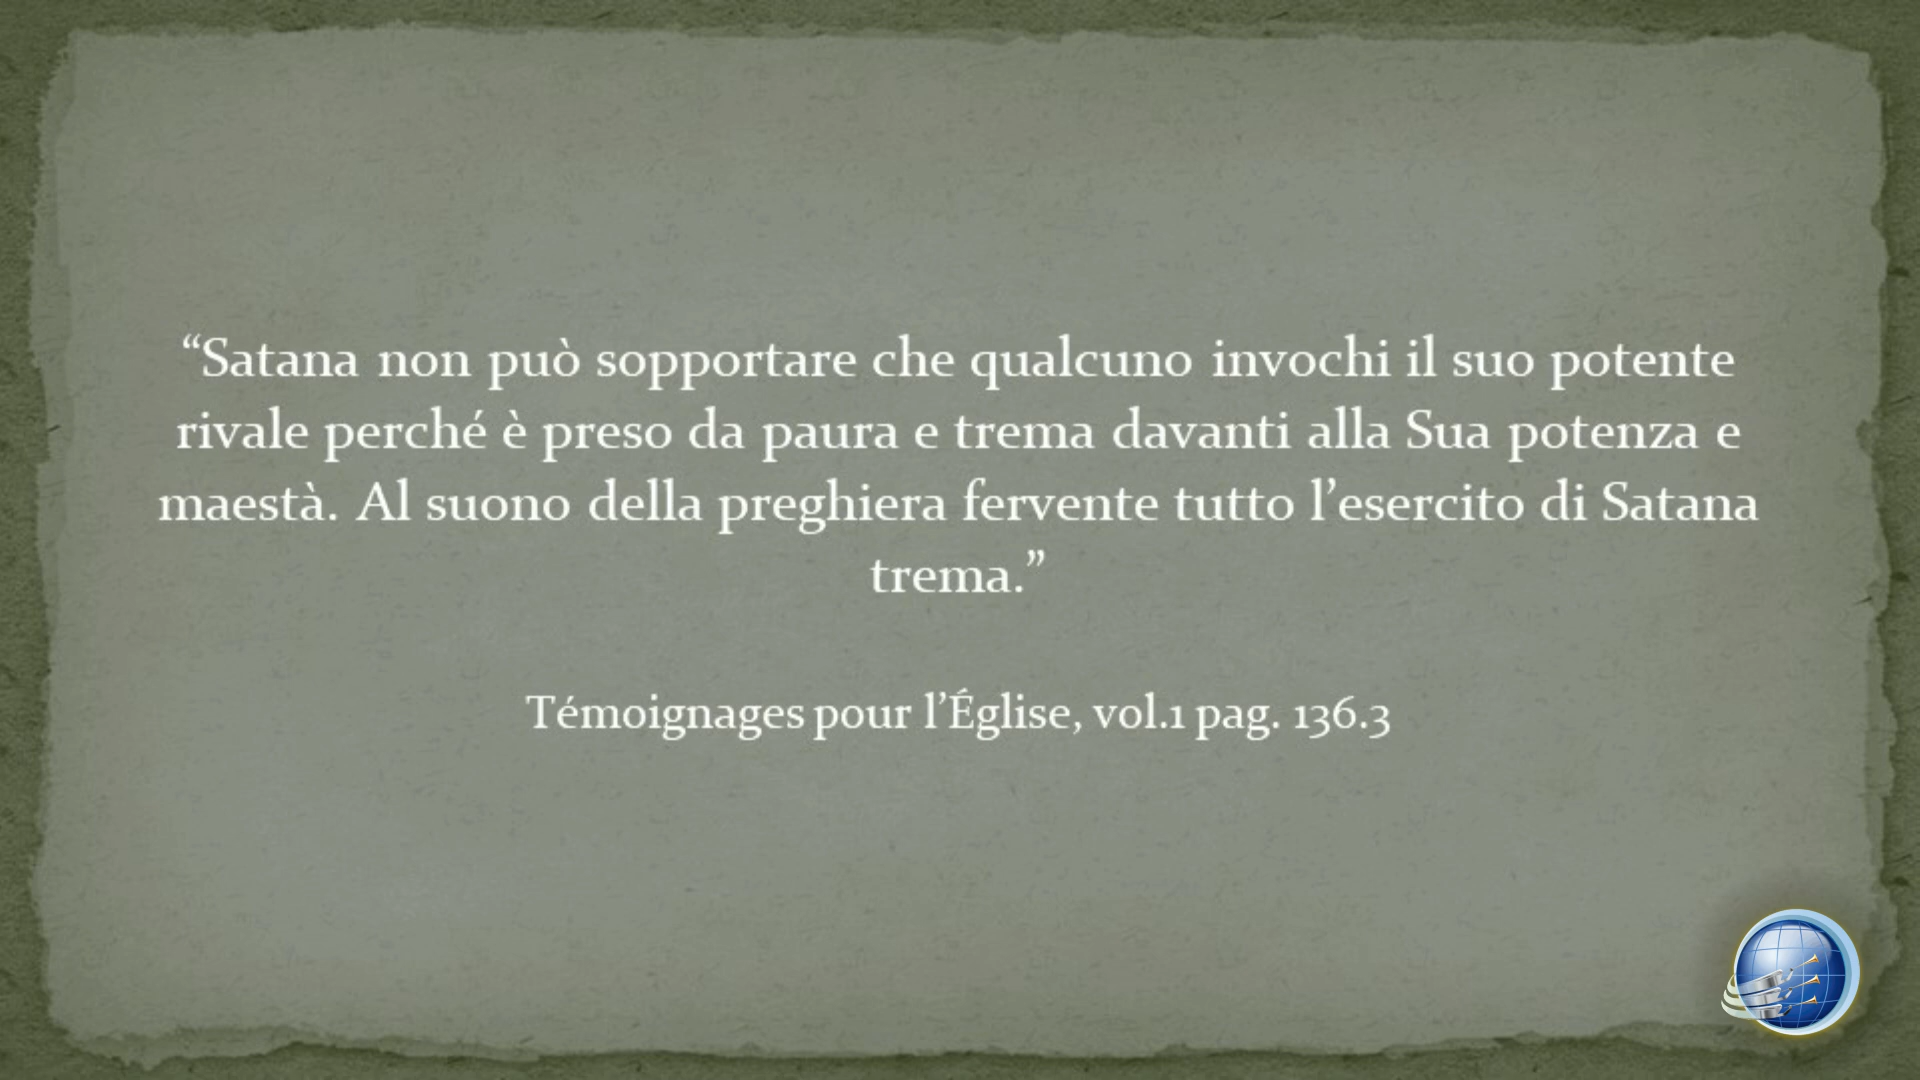 “Satana non può sopportare che qualcuno invochi il suo potente
rivale perché è preso da paura e trema davanti alla Sua potenza e
maestà. Al suono della preghiera fervente tutto l’esercito di Satana
trema.”
Témoignages pour l’Église, vol.1 pag. 136.3